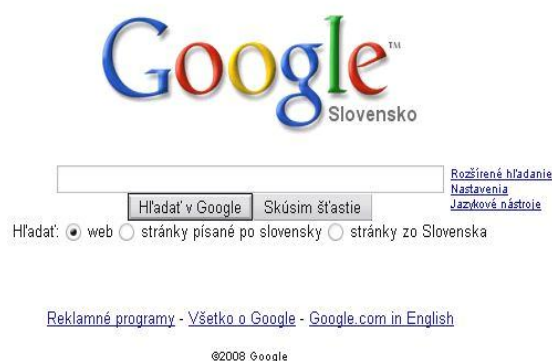 Google™
Slovensko
Rozšírené hľadanie
Nastavenia
Jazykové nástroje
Hľadať v Google Skúsim šťastie
Hľadať: web stránky písané po slovensky stránky zo Slovenska
Reklamné programy - Všetko o Google - Google.com in English
©2008 Google